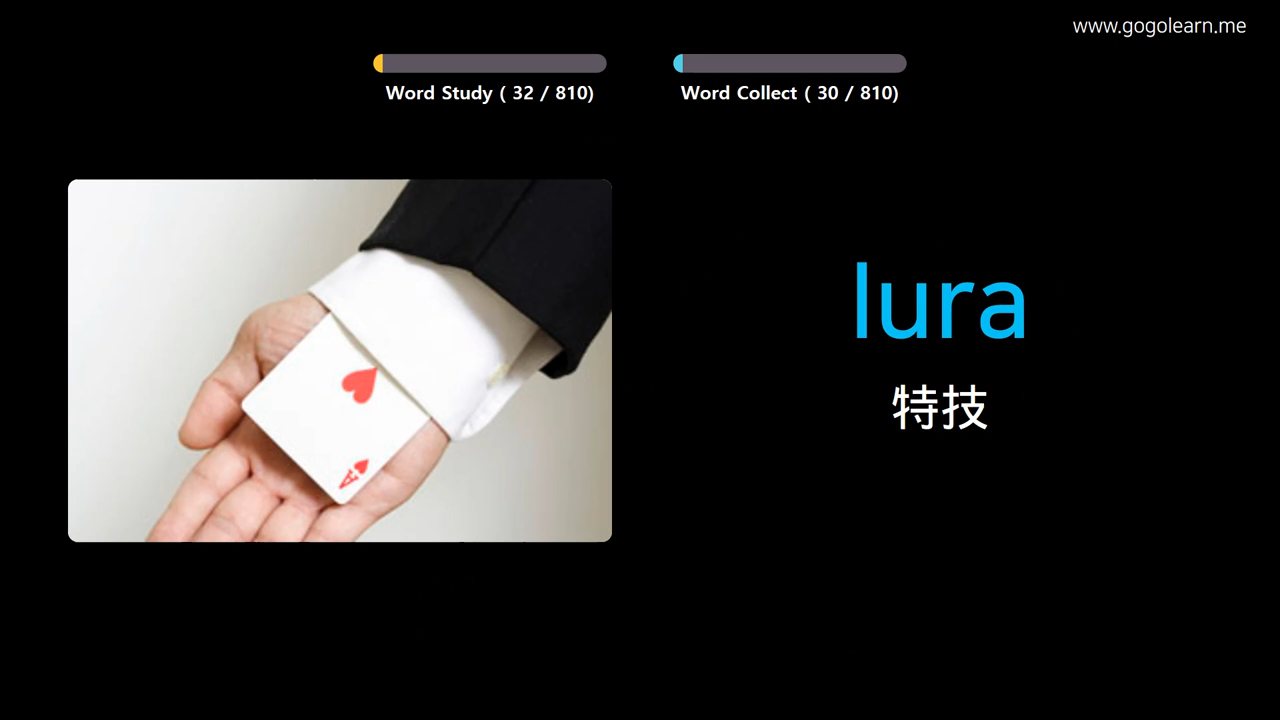 www.gogolearn.me
Word Study ( 32 / 810)
Word Collect ( 30 / 810)
lura
特技
A